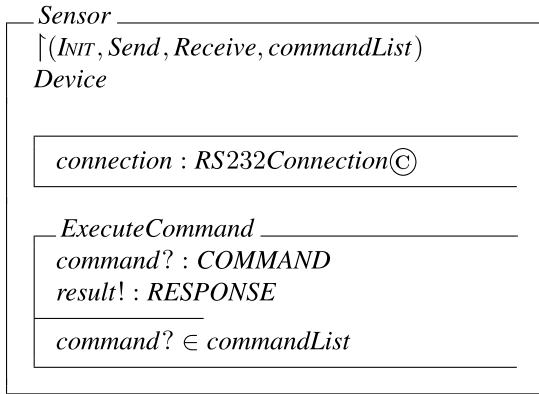 Sensor
↾(INIT, Send, Receive, commandList)
Device
connection : RS232Connection©
ExecuteCommand
command? : COMMAND
result! : RESPONSE
command? ∈ commandList